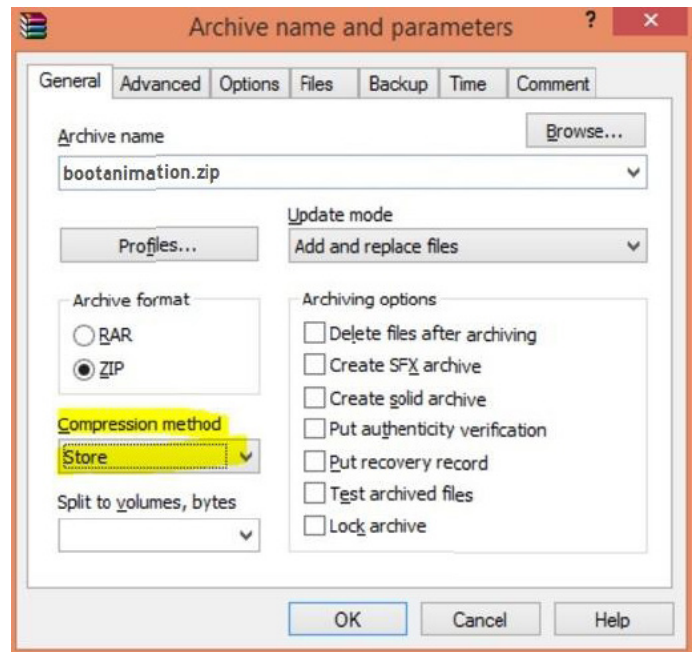 Archive name and parameters ? ×
General Advanced Options Files Backup Time Comment
Archive name
Browse...
bootanimation.zip
Profiles...
Update mode
Add and replace files
Archive format
RAR
ZIP
Compression method
Store
Split to volumes, bytes
Archiving options
Delete files after archiving
Create SFX archive
Create solid archive
Put authenticity verification
Put recovery record
Test archived files
Lock archive
OK Cancel Help